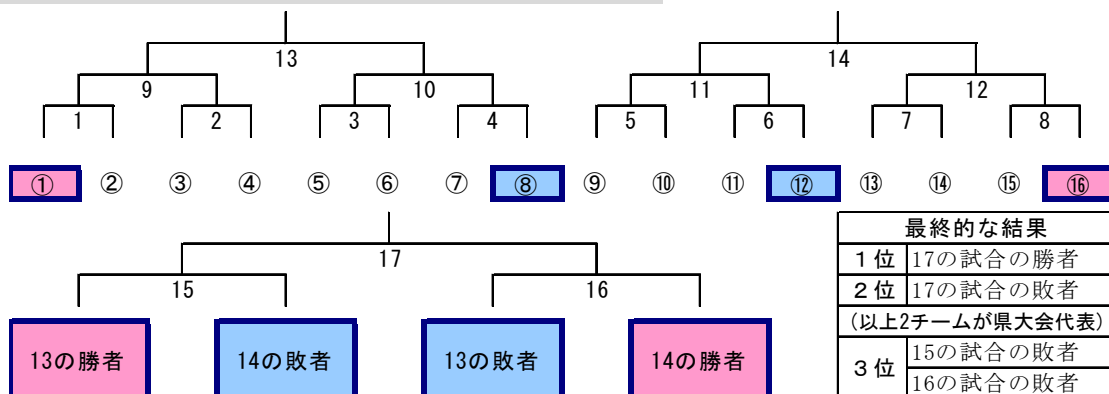 13 14
9 10 11 12
1 2 3 4 5 6 7 8
① ② ③ ④ ⑤ ⑥ ⑦ ⑧ ⑨ ⑩ ⑪ ⑫ ⑬ ⑭ ⑮ ⑯
17
15 16
13の勝者 14の敗者 13の敗者 14の勝者
最終的な結果
1位 17の試合の勝者
2位 17の試合の敗者
(以上2チームが県大会代表)
3位 15の試合の敗者
16の試合の敗者